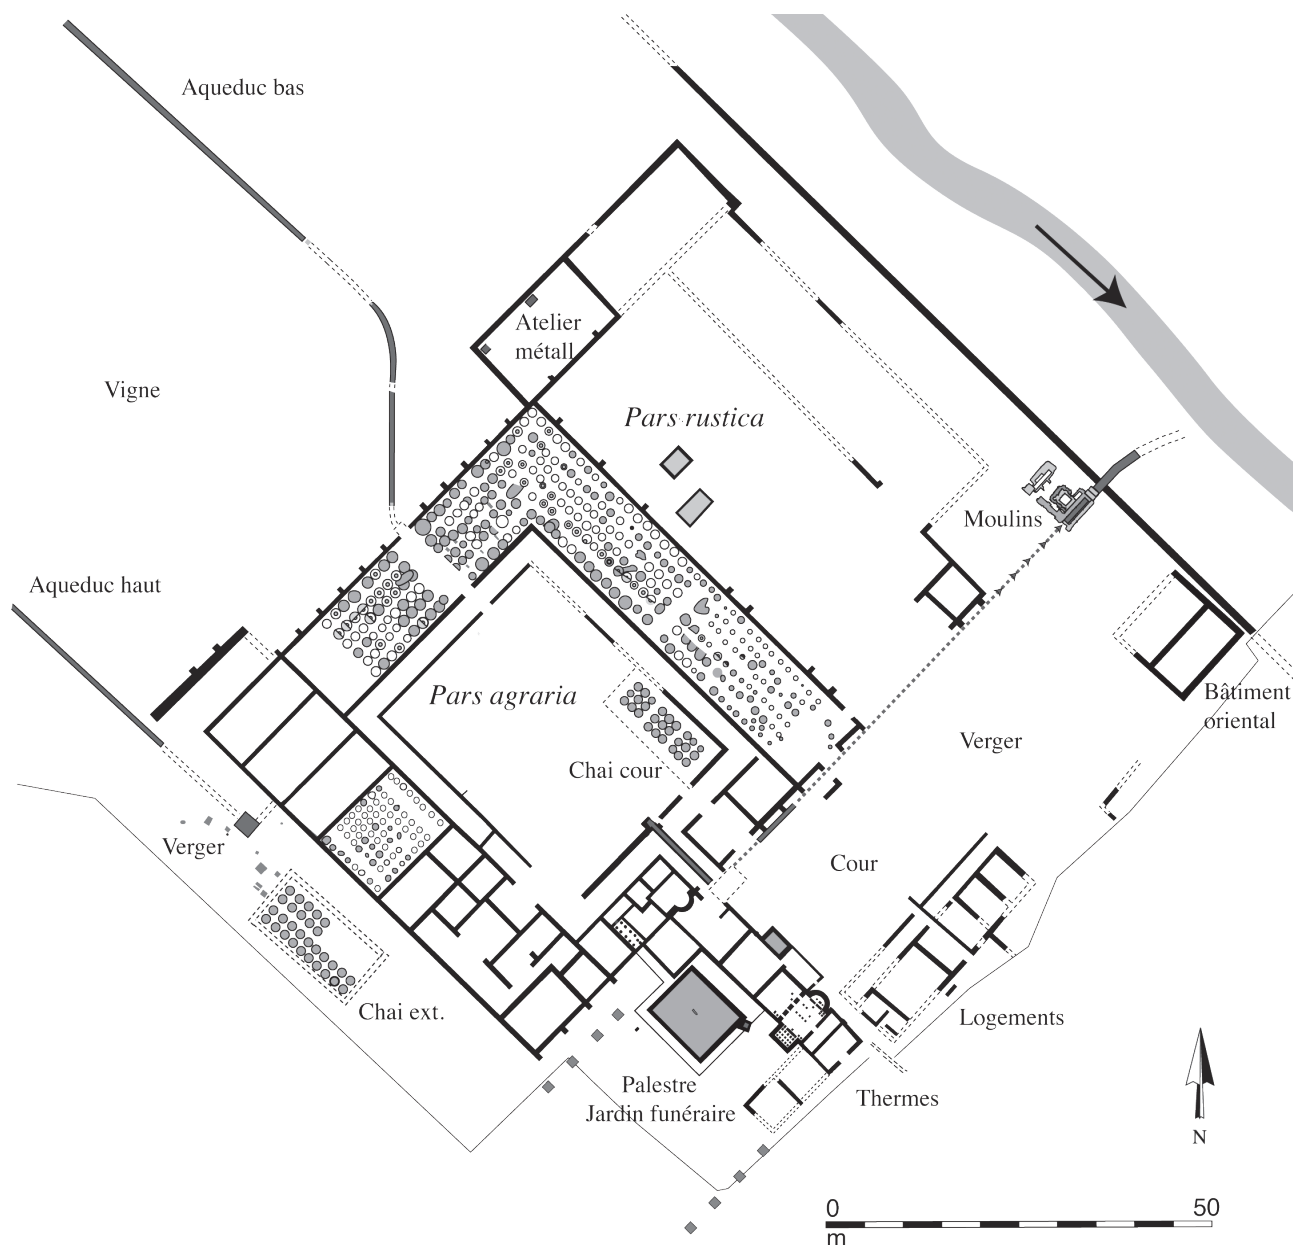 Aqueduc bas
Atelier
métall
Vigne
Pars rustica
Moulins
Aqueduc haut
Pars agraria
Bâtiment
oriental
Verger
Chai cour
Verger
Cour
Chai ext.
Logements
Palestre
Jardin funéraire
Thermes
N
0 50
m